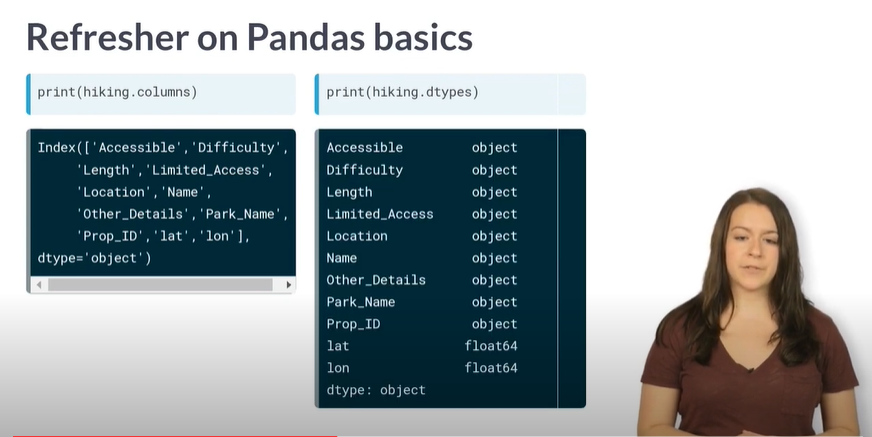 Refresher on Pandas basics
print(hiking.columns)
Index(['Accessible','Difficulty',
'Length','Limited_Access',
'Location','Name',
'Other_Details','Park_Name',
'Prop_ID','lat','lon'],
dtype='object')
print(hiking.dtypes)
Accessible object
Difficulty object
Length object
Limited_Access object
Location object
Name object
Other_Details object
Park_Name object
Prop_ID object
lat float64
lon float64
dtype: object